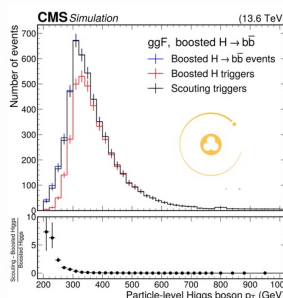 CMS Simulation (13.6 TeV)
Number of events
700
600
500
400
300
200
100
0
ggF, boosted H→bb̅
Boosted H→bb̅ events
Boosted H triggers
Scouting triggers
Scouting - Boosted Higgs
Boosted Higgs
10
5
0
200 300 400 500 600 700 800 900 1000
Particle-level Higgs boson p_T (GeV)